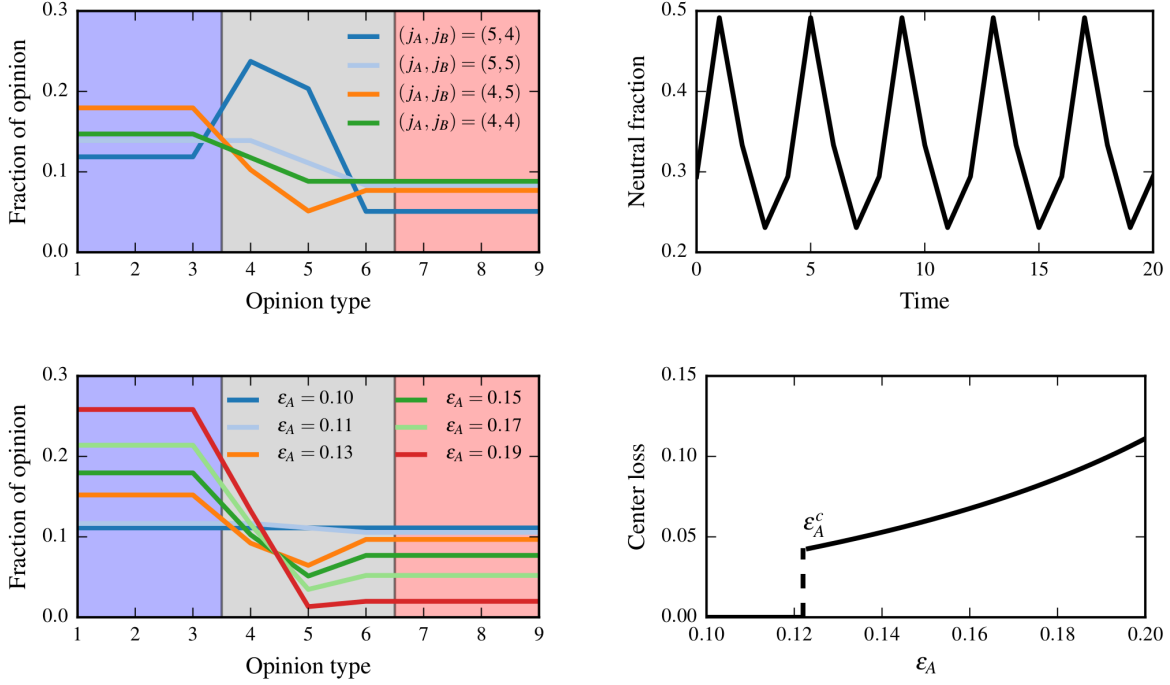 0.3
0.2
0.1
0.0
Fraction of opinion
(j_A, j_B) = (5,4)
(j_A, j_B) = (5,5)
(j_A, j_B) = (4,5)
(j_A, j_B) = (4,4)
1 2 3 4 5 6 7 8 9
Opinion type
0.5
0.4
0.3
0.2
Neutral fraction
0 5 10 15 20
Time
0.3
0.2
0.1
0.0
Fraction of opinion
ε_A = 0.10
ε_A = 0.11
ε_A = 0.13
ε_A = 0.15
ε_A = 0.17
ε_A = 0.19
1 2 3 4 5 6 7 8 9
Opinion type
0.15
0.10
0.05
0.00
Center loss
ε_A^c
0.10 0.12 0.14 0.16 0.18 0.20
ε_A